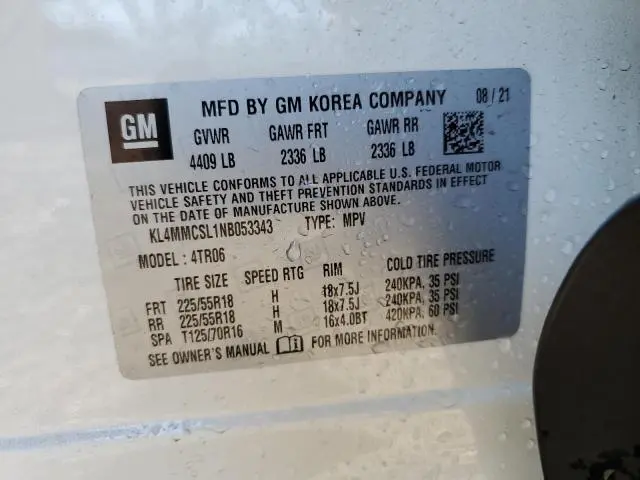 GM
MFD BY GM KOREA COMPANY 08/21
GVWR GAWR FRT GAWR RR
4409 LB 2336 LB 2336 LB
THIS VEHICLE CONFORMS TO ALL APPLICABLE U.S. FEDERAL MOTOR
VEHICLE SAFETY AND THEFT PREVENTION STANDARDS IN EFFECT
ON THE DATE OF MANUFACTURE SHOWN ABOVE.
KL4MMCSL1NB053343 TYPE: MPV
MODEL: 4TR06
TIRE SIZE SPEED RTG RIM COLD TIRE PRESSURE
FRT 225/55R18 H 18x7.5J 240KPA, 35 PSI
RR 225/55R18 H 18x7.5J 240KPA, 35 PSI
SPA T125/70R16 M 16x4.0BT 420KPA, 60 PSI
SEE OWNER'S MANUAL FOR MORE INFORMATION.